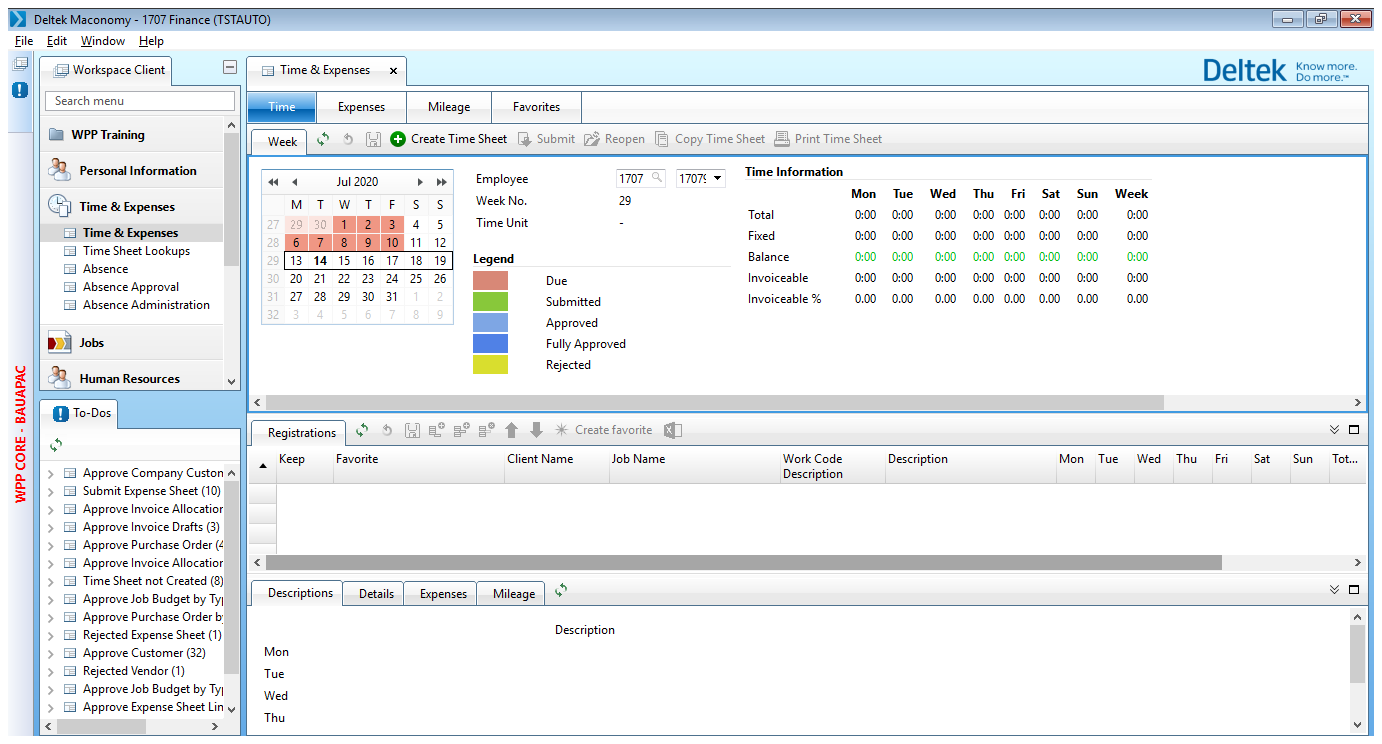 Deltek Maconomy - 1707 Finance (TSTAUTO)
File Edit Window Help
Workspace Client
Search menu
WPP Training
Personal Information
Time & Expenses
Time & Expenses
Time Sheet Lookups
Absence
Absence Approval
Absence Administration
Jobs
Human Resources
WPP CORE - BAUAPAC
To-Dos
Approve Company Custon
Submit Expense Sheet (10)
Approve Invoice Allocation
Approve Invoice Drafts (3)
Approve Purchase Order (4
Approve Invoice Allocation
Time Sheet not Created (8)
Approve Job Budget by Typ
Approve Purchase Order by
Rejected Expense Sheet (1)
Approve Customer (32)
Rejected Vendor (1)
Approve Job Budget by Typ
Approve Expense Sheet Lin
Time & Expenses x
Deltek Know more. Do more.™
Time Expenses Mileage Favorites
Week Create Time Sheet Submit Reopen Copy Time Sheet Print Time Sheet
Jul 2020
M T W T F S S
27 29 30 1 2 3 4 5
28 6 7 8 9 10 11 12
29 13 14 15 16 17 18 19
30 20 21 22 23 24 25 26
31 27 28 29 30 31 1 2
32 3 4 5 6 7 8 9
Employee 1707 1707
Week No. 29
Time Unit -
Legend
Due
Submitted
Approved
Fully Approved
Rejected
Time Information
Mon Tue Wed Thu Fri Sat Sun Week
Total 0:00 0:00 0:00 0:00 0:00 0:00 0:00 0:00
Fixed 0:00 0:00 0:00 0:00 0:00 0:00 0:00 0:00
Balance 0:00 0:00 0:00 0:00 0:00 0:00 0:00 0:00
Invoiceable 0:00 0:00 0:00 0:00 0:00 0:00 0:00 0:00
Invoiceable % 0.00 0.00 0.00 0.00 0.00 0.00 0.00 0.00
Registrations Create favorite
Keep Favorite Client Name Job Name Work Code Description Description Mon Tue Wed Thu Fri Sat Sun Tot...
Descriptions Details Expenses Mileage
Description
Mon
Tue
Wed
Thu